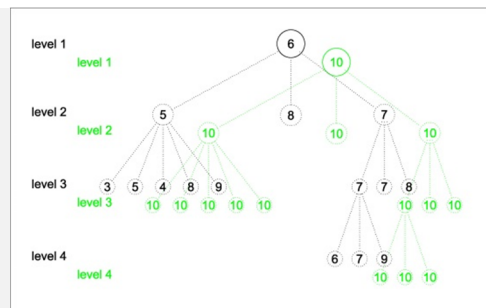 level 1 6
level 1 10
level 2 5 8 7
level 2 10 10 10
level 3 3 5 4 8 9 7 7 8
level 3 10 10 10 10 10 10 10 10
level 4 6 7 9
level 4 10 10 10